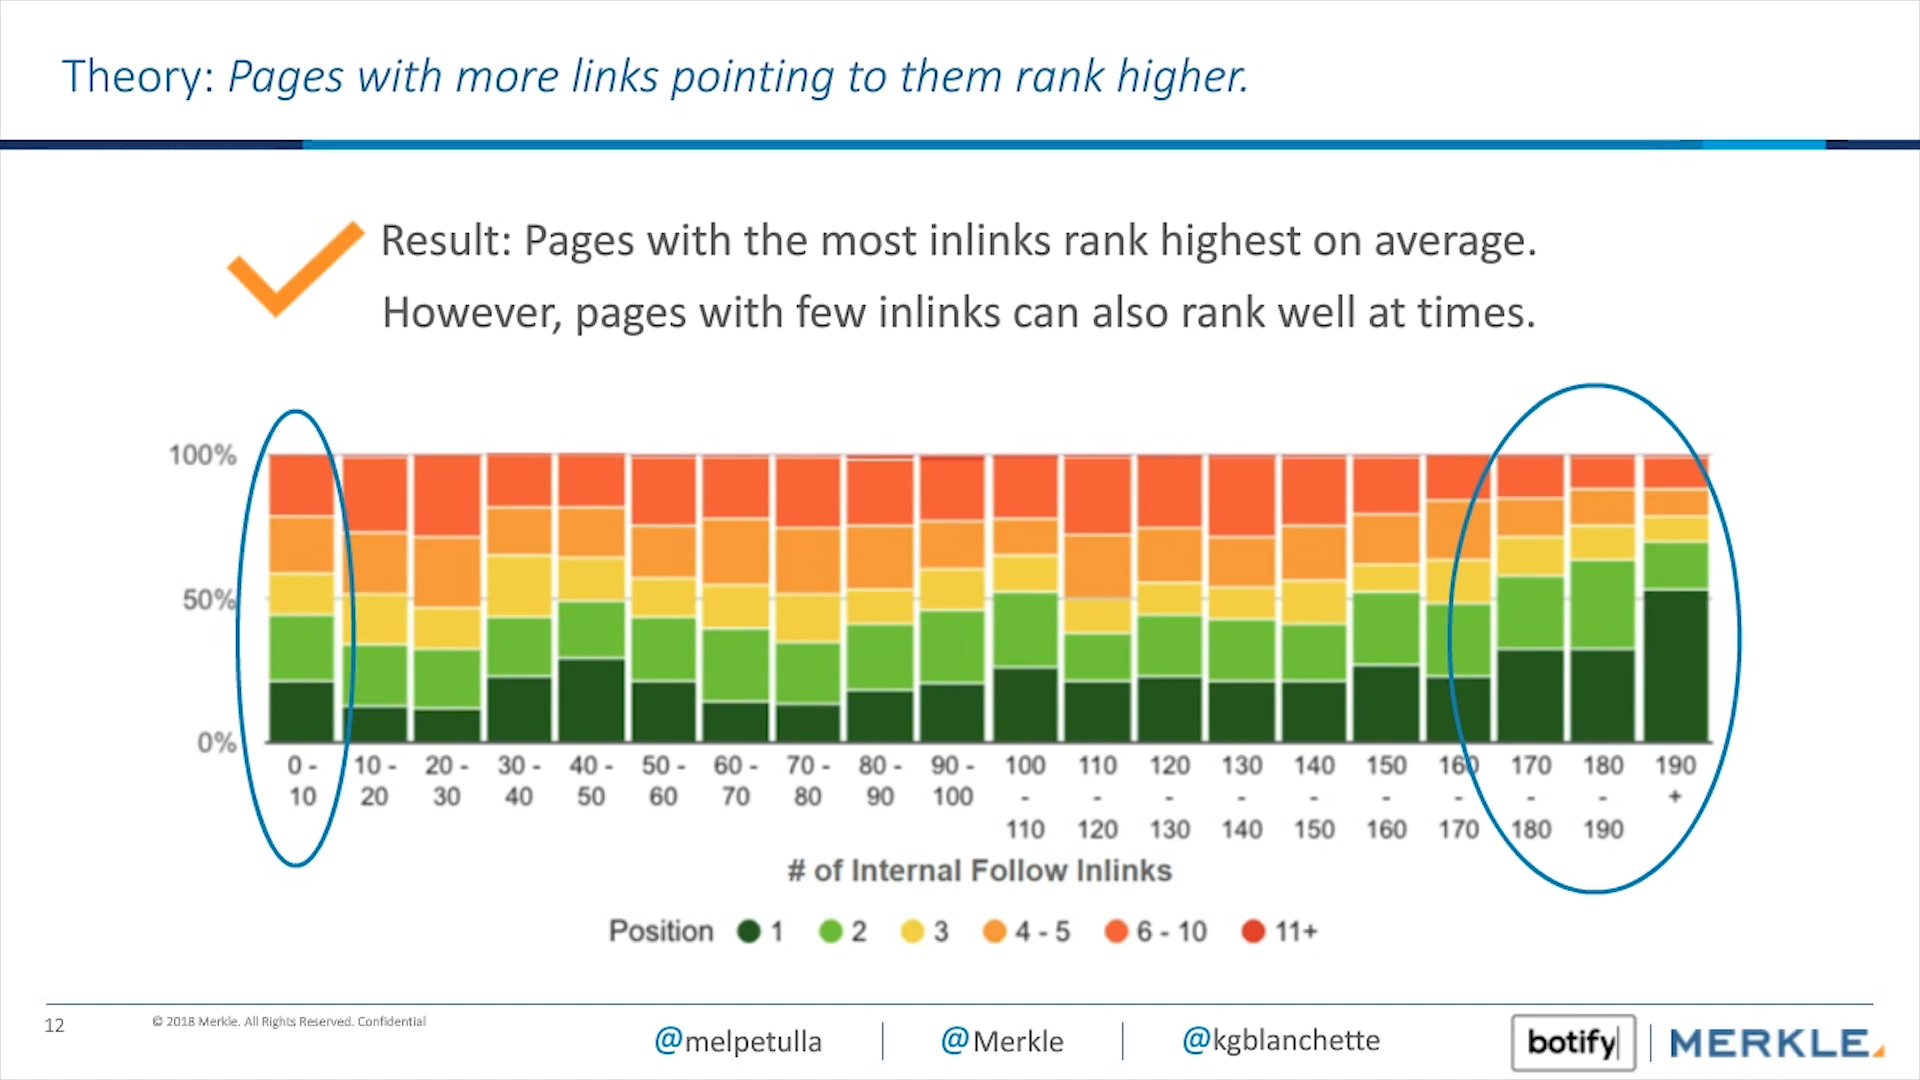 Theory: Pages with more links pointing to them rank higher.
Result: Pages with the most inlinks rank highest on average.
However, pages with few inlinks can also rank well at times.
100%
50%
0%
0 - 10
10 - 20
20 - 30
30 - 40
40 - 50
50 - 60
60 - 70
70 - 80
80 - 90
90 - 100
100 - 110
110 - 120
120 - 130
130 - 140
140 - 150
150 - 160
160 - 170
170 - 180
180 - 190
190 +
# of Internal Follow Inlinks
Position 1 2 3 4 - 5 6 - 10 11+
12
© 2018 Merkle. All Rights Reserved. Confidential
@melpetulla
@Merkle
@kgblanchette
botify
MERKLE